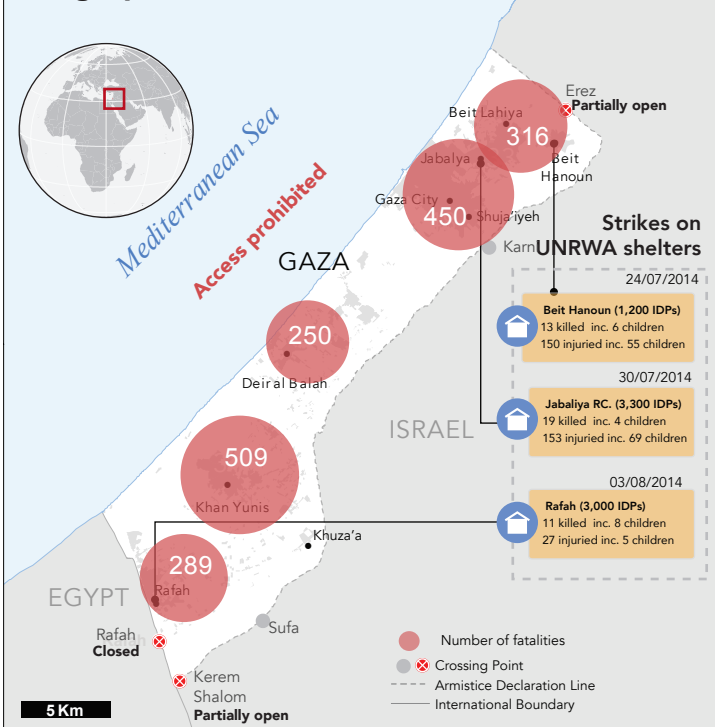 Erez
Partially open
Beit Lahiya
316
Beit
Hanoun
Jabalya
Gaza City
450
Shuja'iyeh
Karn
Mediterranean Sea
Access prohibited
GAZA
250
Deir al Balah
ISRAEL
509
Khan Yunis
Khuza'a
289
Rafah
EGYPT
Rafah
Closed
Sufa
Kerem
Shalom
Partially open
Strikes on
UNRWA shelters
24/07/2014
Beit Hanoun (1,200 IDPs)
13 killed inc. 6 children
150 injuried inc. 55 children
30/07/2014
Jabaliya RC. (3,300 IDPs)
19 killed inc. 4 children
153 injuried inc. 69 children
03/08/2014
Rafah (3,000 IDPs)
11 killed inc. 8 children
27 injuried inc. 5 children
Number of fatalities
Crossing Point
Armistice Declaration Line
International Boundary
5 Km